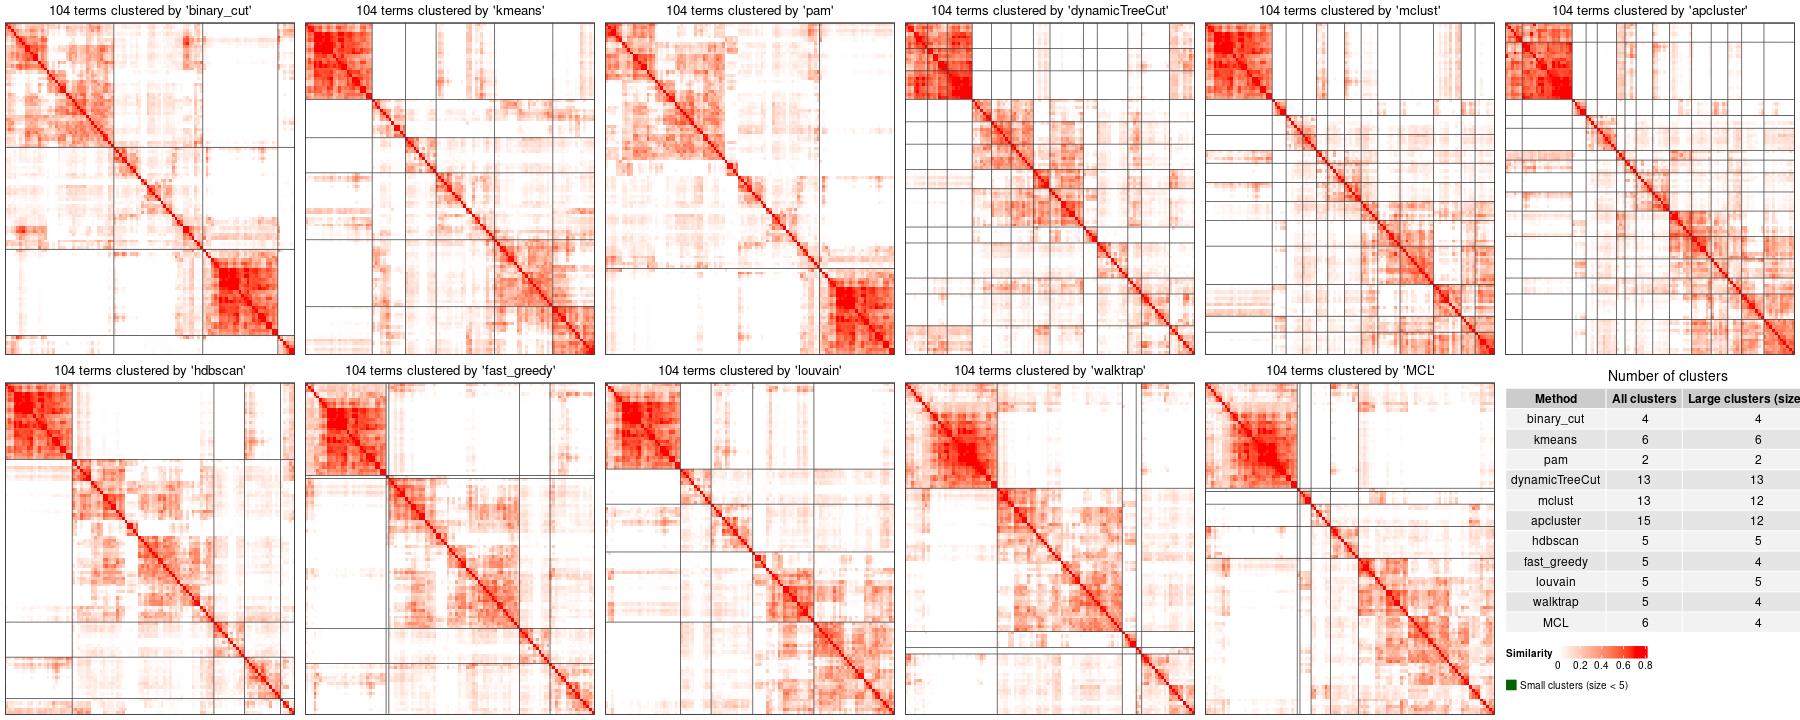 104 terms clustered by 'binary_cut'
104 terms clustered by 'kmeans'
104 terms clustered by 'pam'
104 terms clustered by 'dynamicTreeCut'
104 terms clustered by 'mclust'
104 terms clustered by 'apcluster'
104 terms clustered by 'hdbscan'
104 terms clustered by 'fast_greedy'
104 terms clustered by 'louvain'
104 terms clustered by 'walktrap'
104 terms clustered by 'MCL'
Number of clusters
Method All clusters Large clusters (size
binary_cut 4 4
kmeans 6 6
pam 2 2
dynamicTreeCut 13 13
mclust 13 12
apcluster 15 12
hdbscan 5 5
fast_greedy 5 4
louvain 5 5
walktrap 5 4
MCL 6 4
Similarity
0 0.2 0.4 0.6 0.8
Small clusters (size < 5)